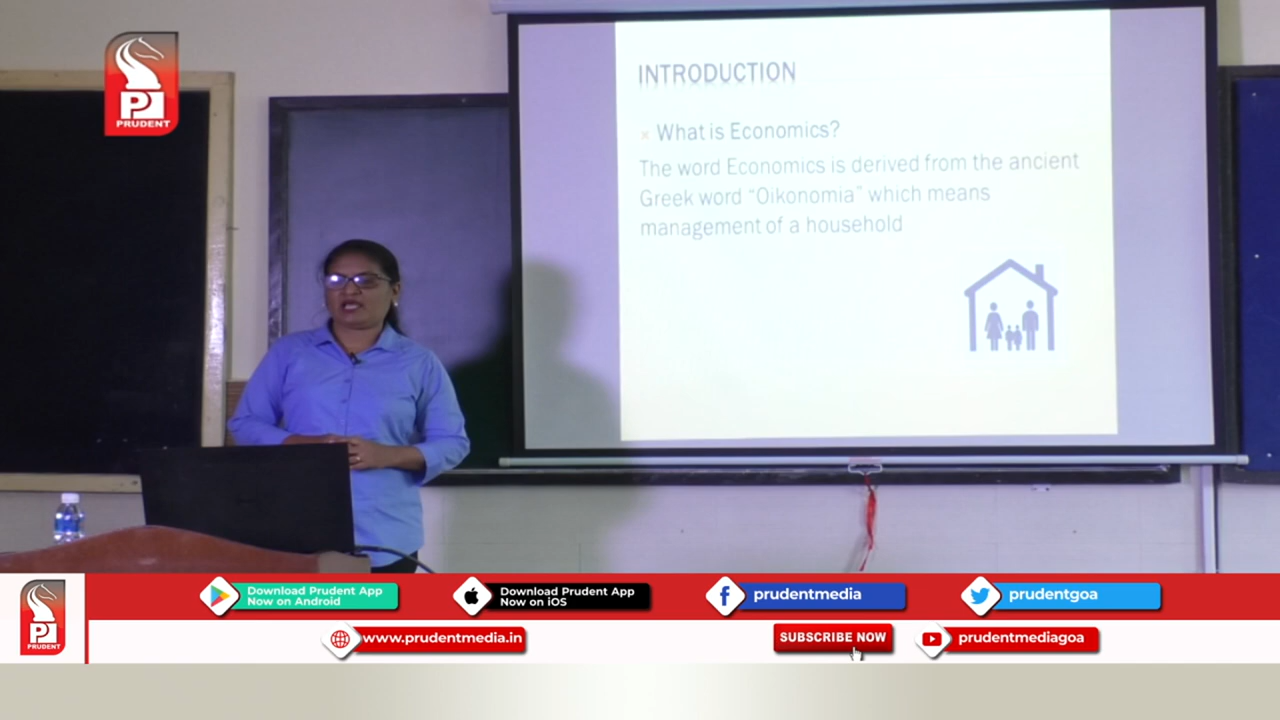 PRUDENT
INTRODUCTION
× What is Economics?
The word Economics is derived from the ancient
Greek word “Oikonomia” which means
management of a household
PRUDENT
Download Prudent App
Now on Android
Download Prudent App
Now on iOS
prudentmedia
prudentgoa
www.prudentmedia.in
SUBSCRIBE NOW
prudentmediagoa